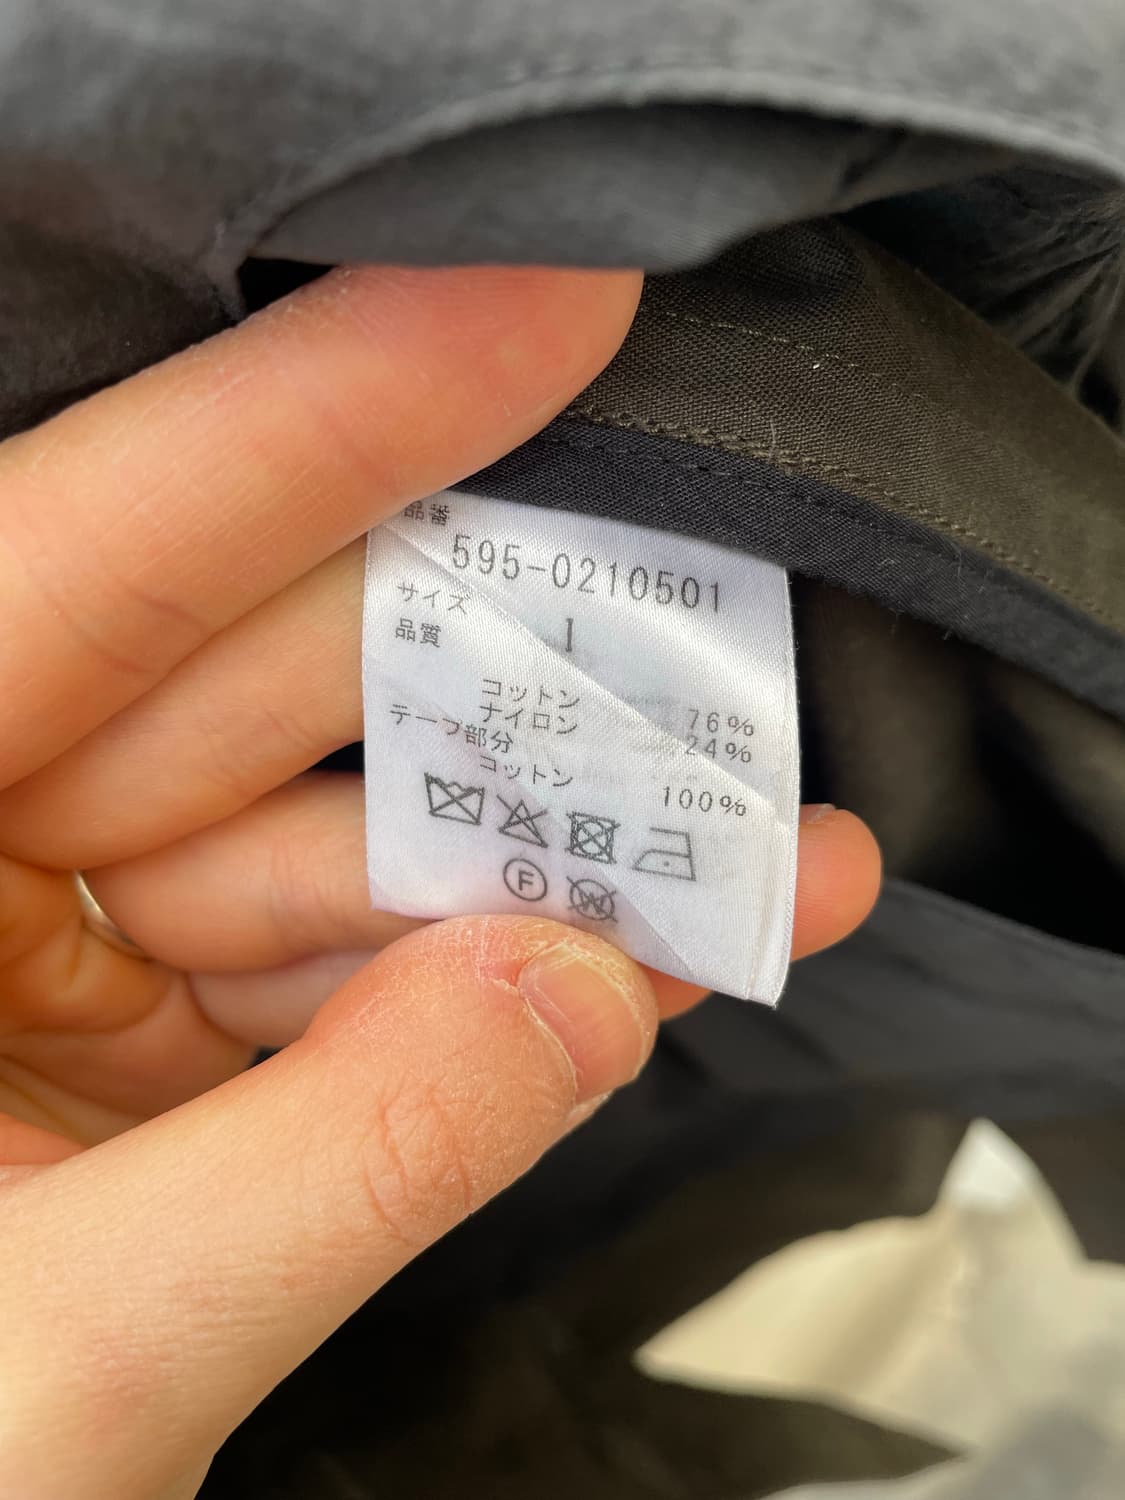 品番
595-0210501
サイズ 1
品質
コットン 76%
ナイロン 24%
テープ部分
コットン 100%
F
W